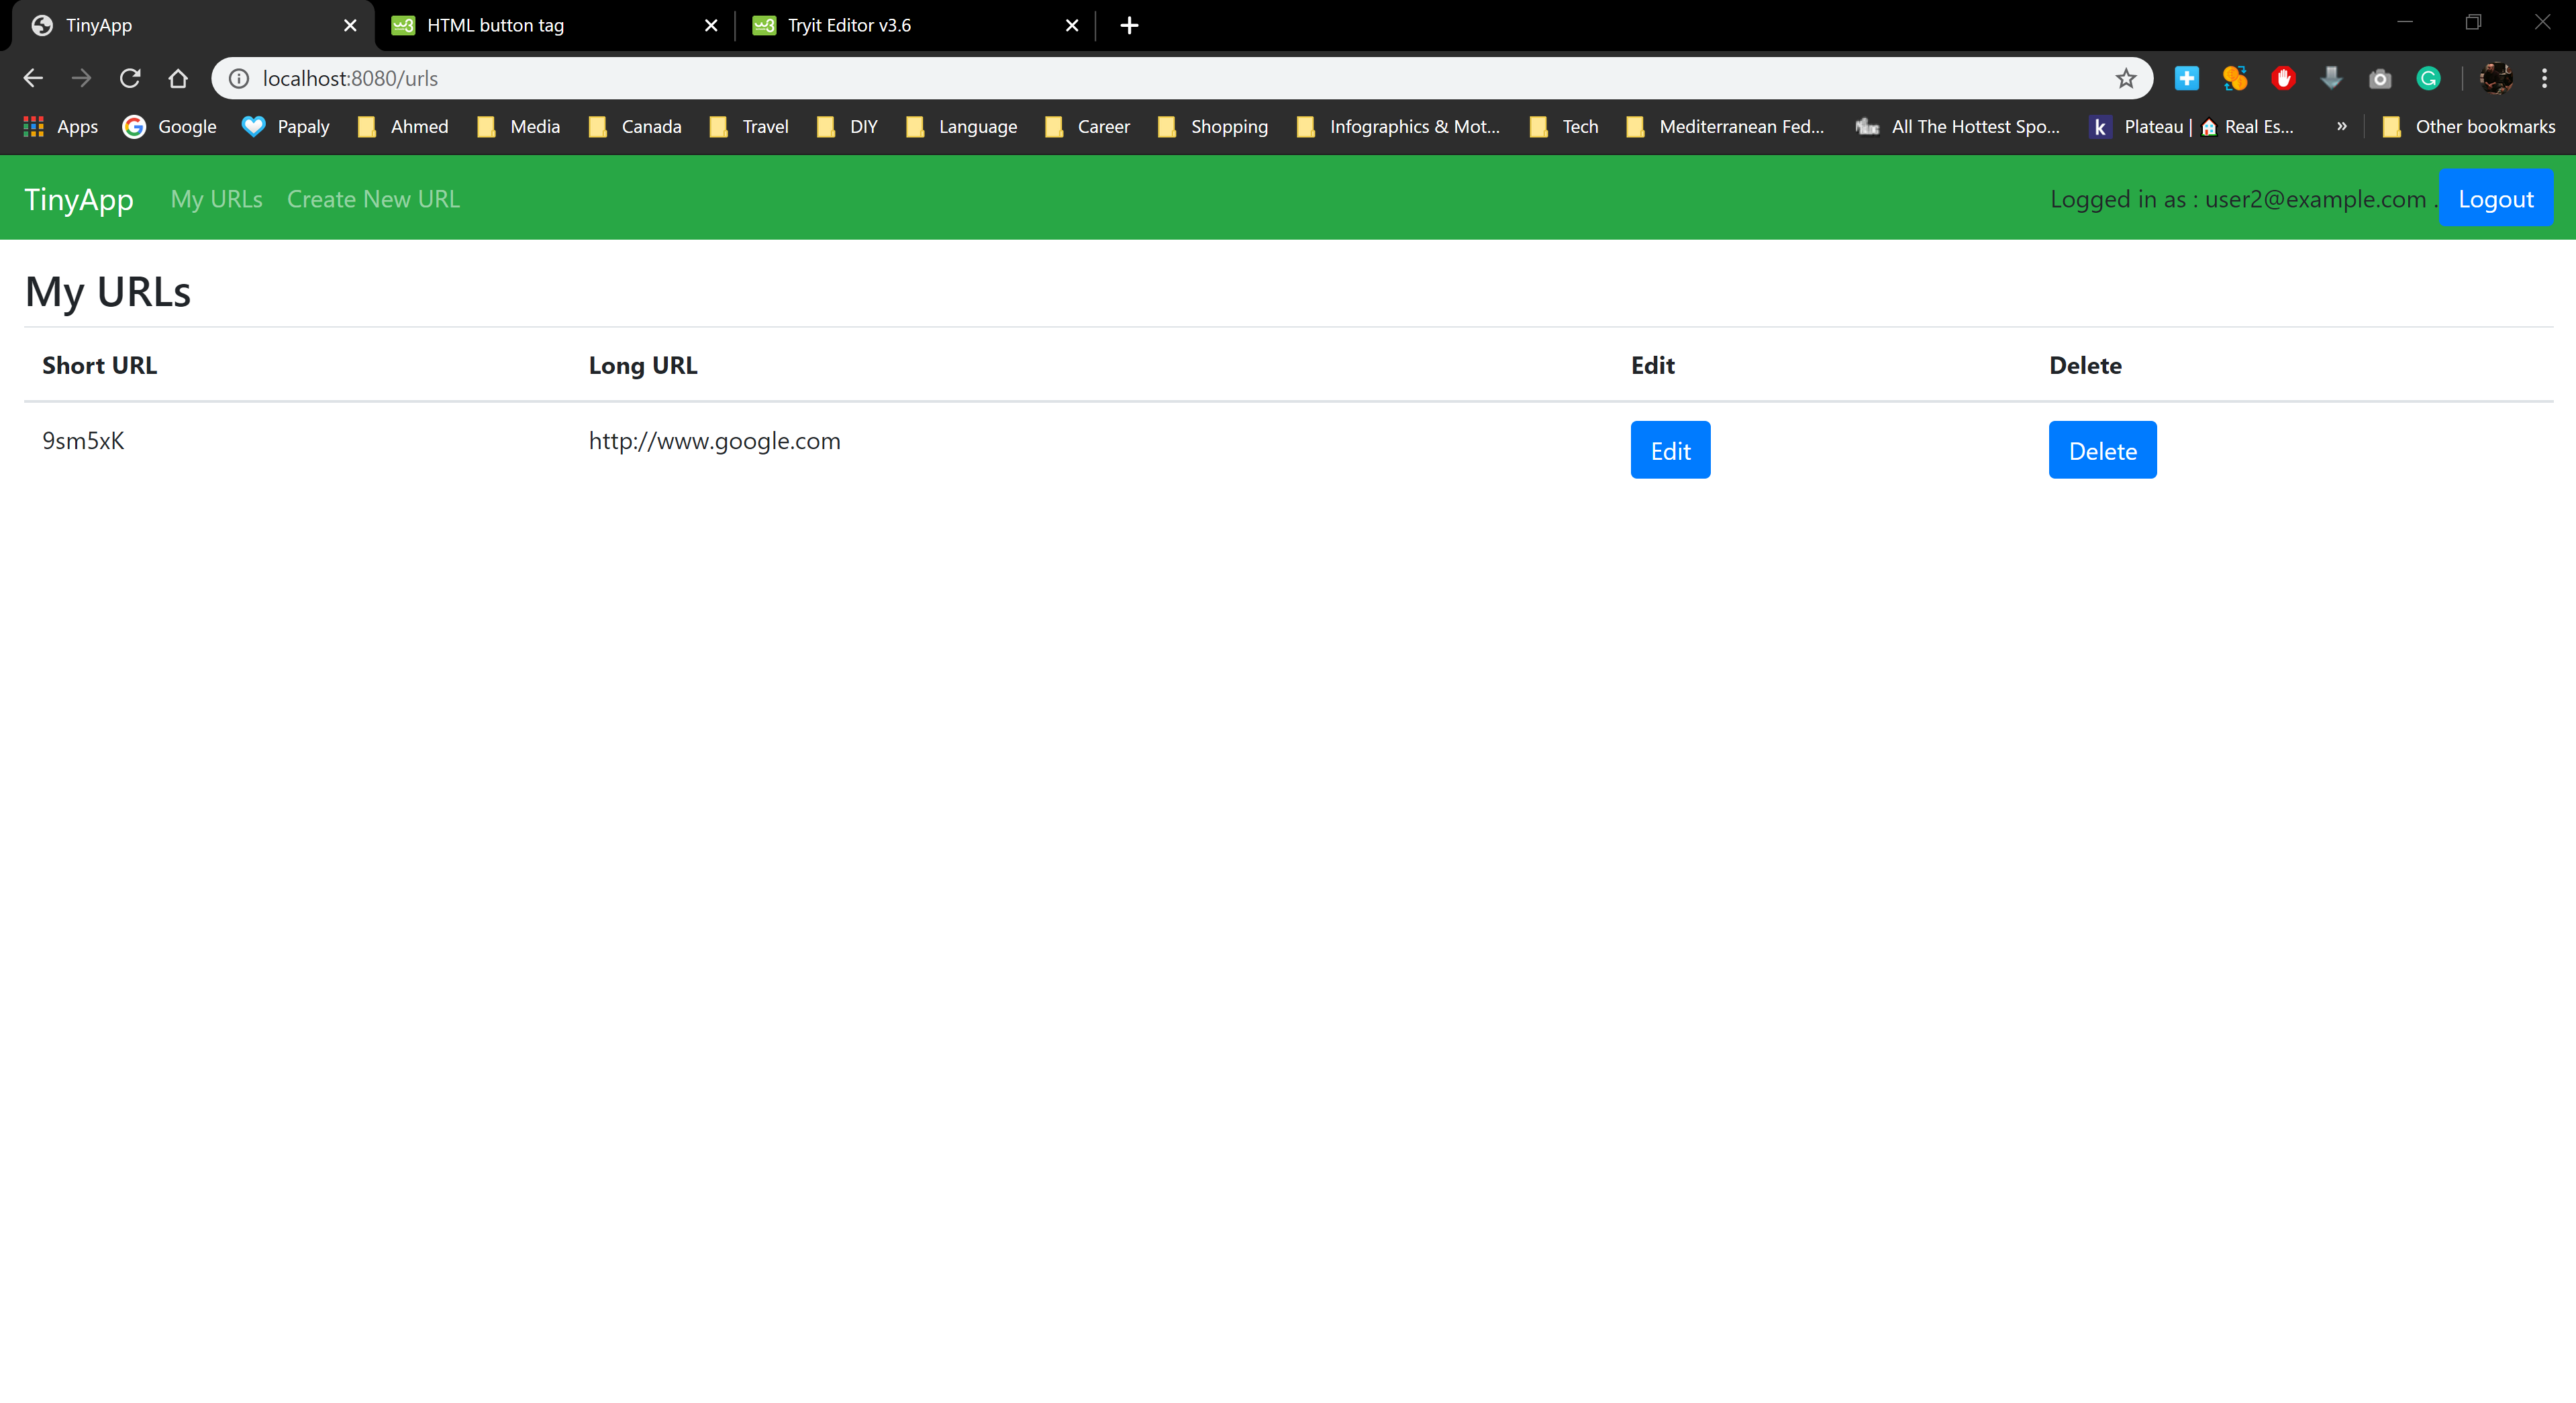 TinyApp HTML button tag Tryit Editor v3.6
localhost:8080/urls
Apps Google Papaly Ahmed Media Canada Travel DIY Language Career Shopping Infographics & Mot... Tech Mediterranean Fed... All The Hottest Spo... k Plateau | Real Es... » Other bookmarks
TinyApp My URLs Create New URL Logged in as : user2@example.com . Logout
My URLs
Short URL Long URL Edit Delete
9sm5xK http://www.google.com Edit Delete